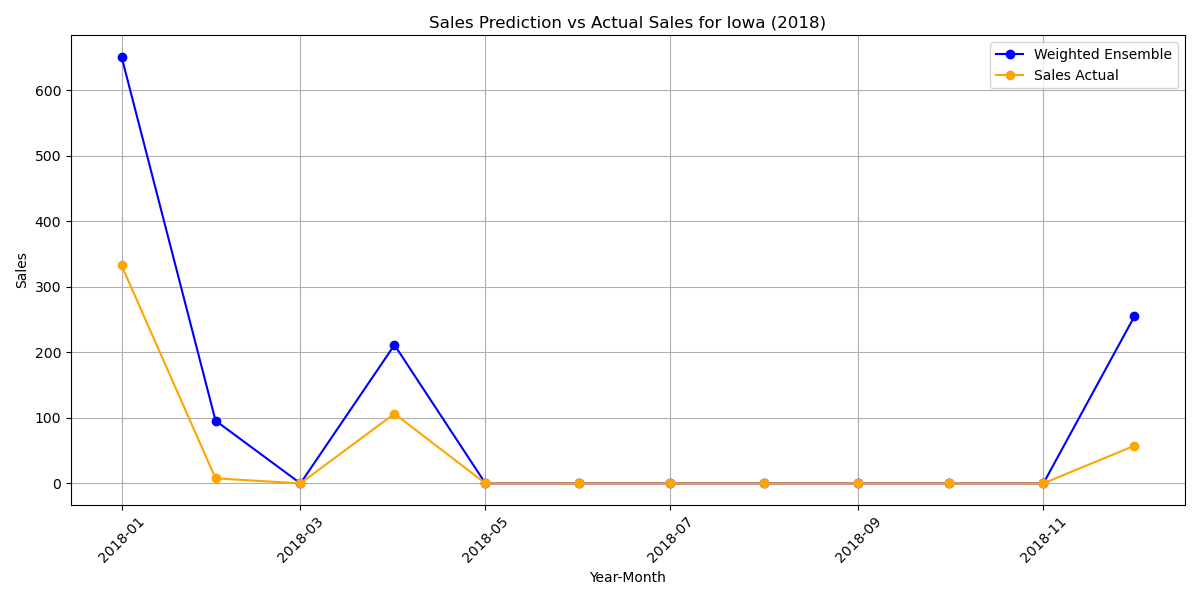 Sales Prediction vs Actual Sales for Iowa (2018)
Weighted Ensemble
Sales Actual
600
500
400
300
200
100
0
Sales
2018-01
2018-03
2018-05
2018-07
2018-09
2018-11
Year-Month